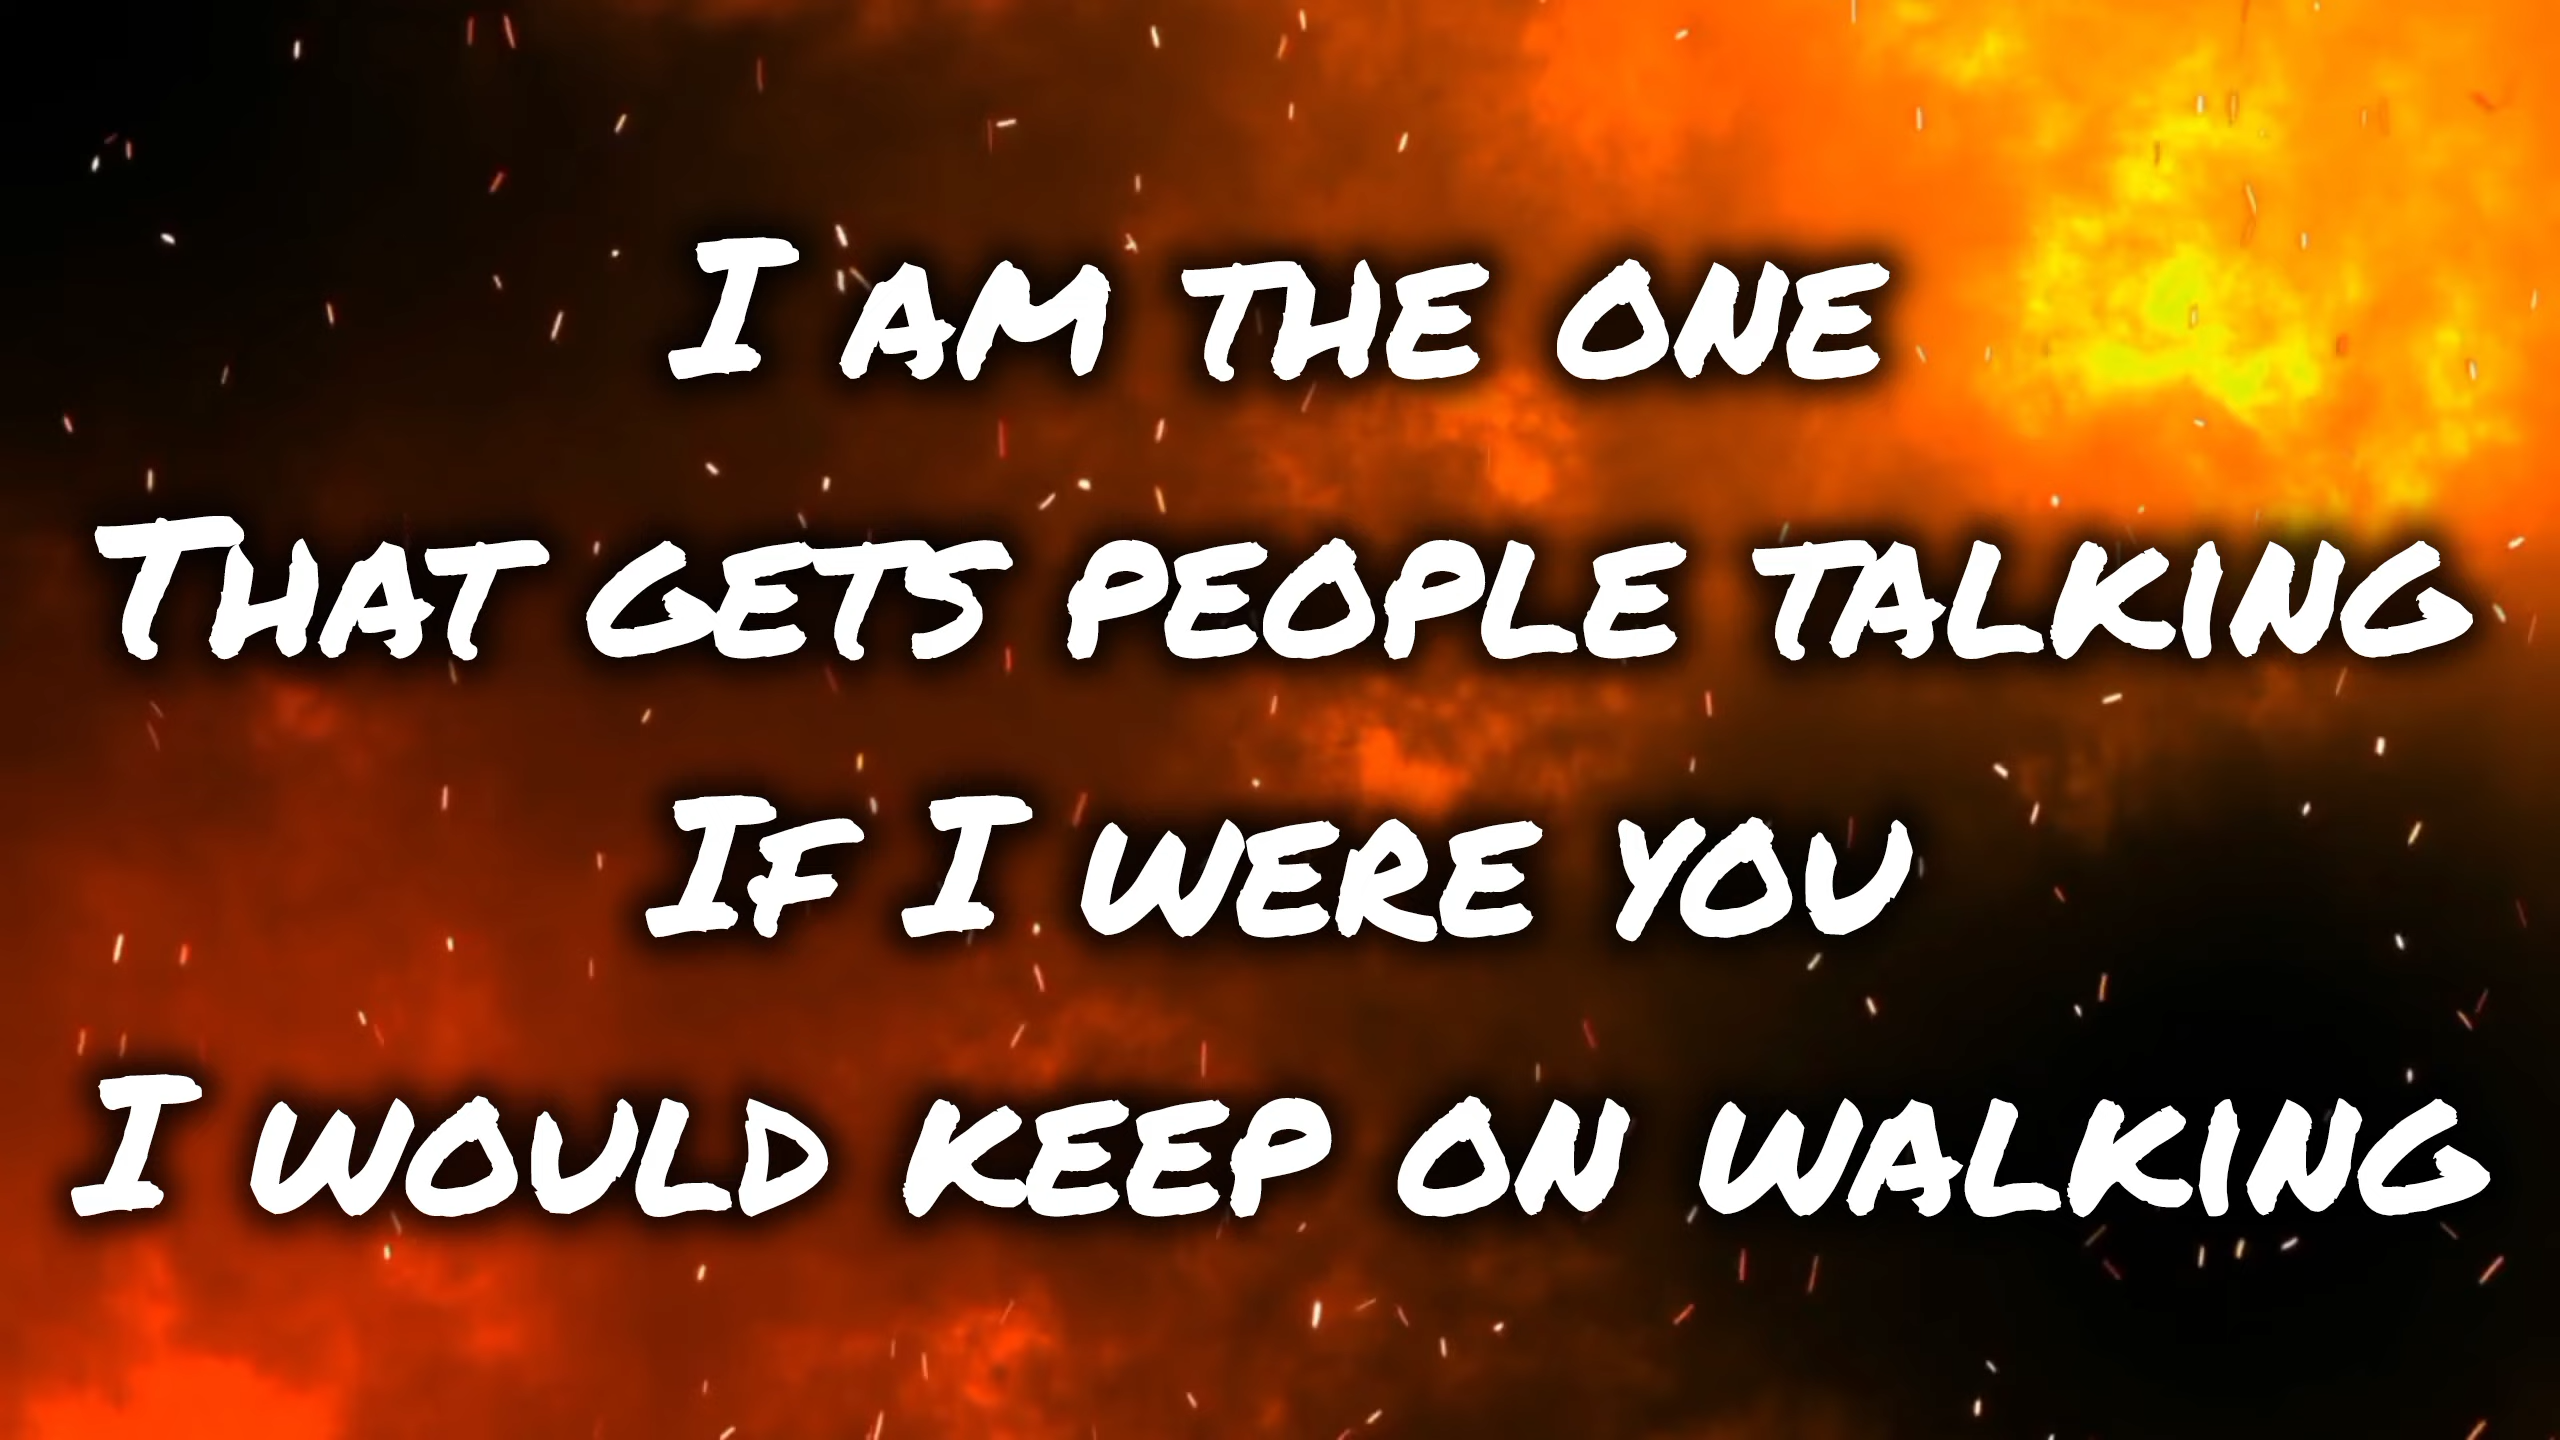 I am the one
That gets people talking
If I were you
I would keep on walking